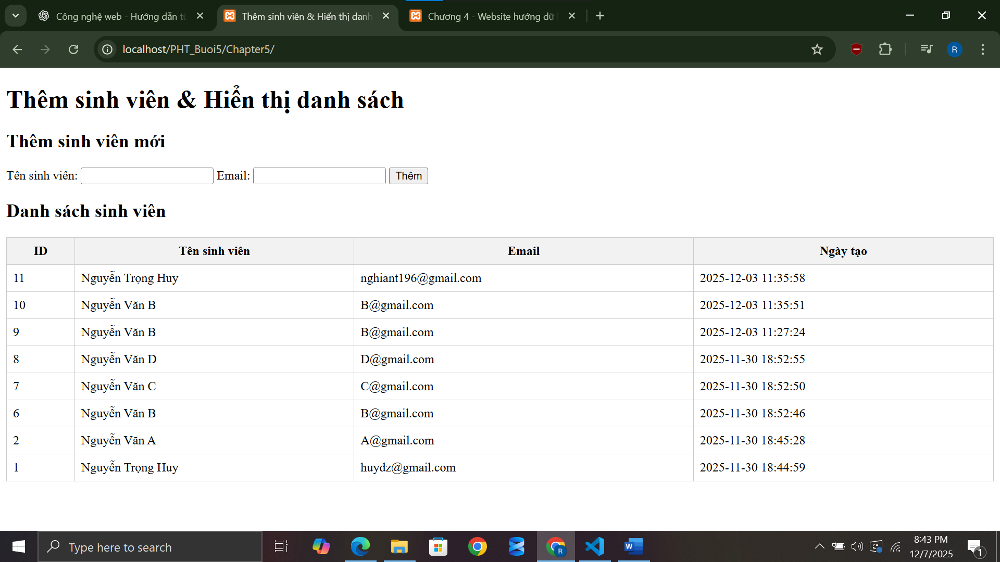 Công nghệ web - Hướng dẫn từ
Thêm sinh viên & Hiển thị danh
Chương 4 - Website hướng dữ
localhost/PHT_Buoi5/Chapter5/
R
Thêm sinh viên & Hiển thị danh sách
Thêm sinh viên mới
Tên sinh viên: Email: Thêm
Danh sách sinh viên
ID Tên sinh viên Email Ngày tạo
11 Nguyễn Trọng Huy nghiant196@gmail.com 2025-12-03 11:35:58
10 Nguyễn Văn B B@gmail.com 2025-12-03 11:35:51
9 Nguyễn Văn B B@gmail.com 2025-12-03 11:27:24
8 Nguyễn Văn D D@gmail.com 2025-11-30 18:52:55
7 Nguyễn Văn C C@gmail.com 2025-11-30 18:52:50
6 Nguyễn Văn B B@gmail.com 2025-11-30 18:52:46
2 Nguyễn Văn A A@gmail.com 2025-11-30 18:45:28
1 Nguyễn Trọng Huy huydz@gmail.com 2025-11-30 18:44:59
Type here to search
R
W
8:43 PM
12/7/2025
1